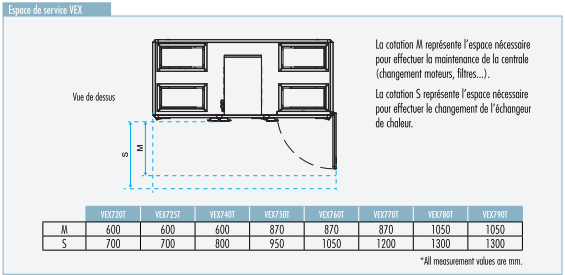 Espace de service VEX
La cotation M représente l'espace nécessaire
pour effectuer la maintenance de la centrale
(changement moteurs, filtres...).
La cotation S représente l'espace nécessaire
pour effectuer le changement de l'échangeur
de chaleur.
Vue de dessus
S
M
VEX720T VEX725T VEX740T VEX750T VEX760T VEX770T VEX780T VEX790T
M 600 600 600 870 870 870 1050 1050
S 700 700 800 950 1050 1200 1300 1300
*All measurement values are mm.